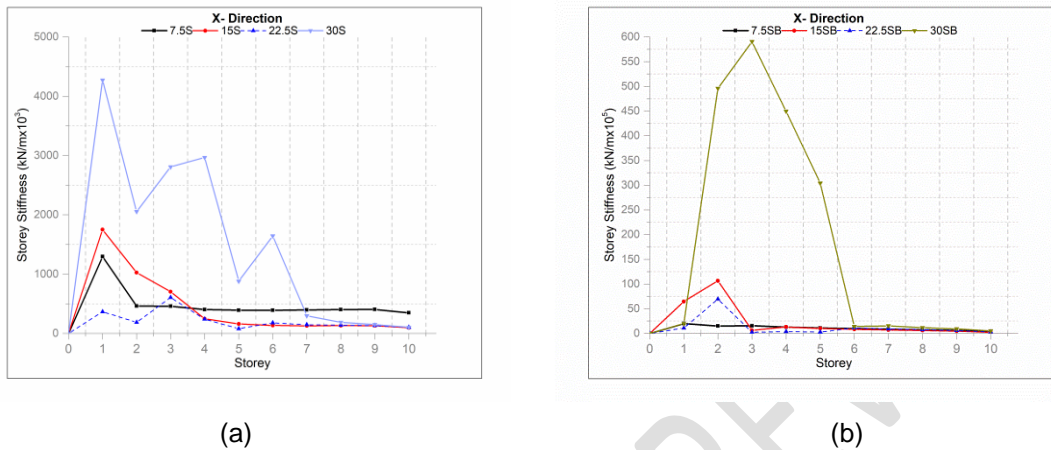 X- Direction
7.5S 15S 22.5S 30S
Storey Stiffness (kN/mx10³)
5000
4000
3000
2000
1000
0
0 1 2 3 4 5 6 7 8 9 10
Storey
(a)
X- Direction
7.5SB 15SB 22.5SB 30SB
Storey Stiffness (kN/mx10⁵)
600
550
500
450
400
350
300
250
200
150
100
50
0
0 1 2 3 4 5 6 7 8 9 10
Storey
(b)